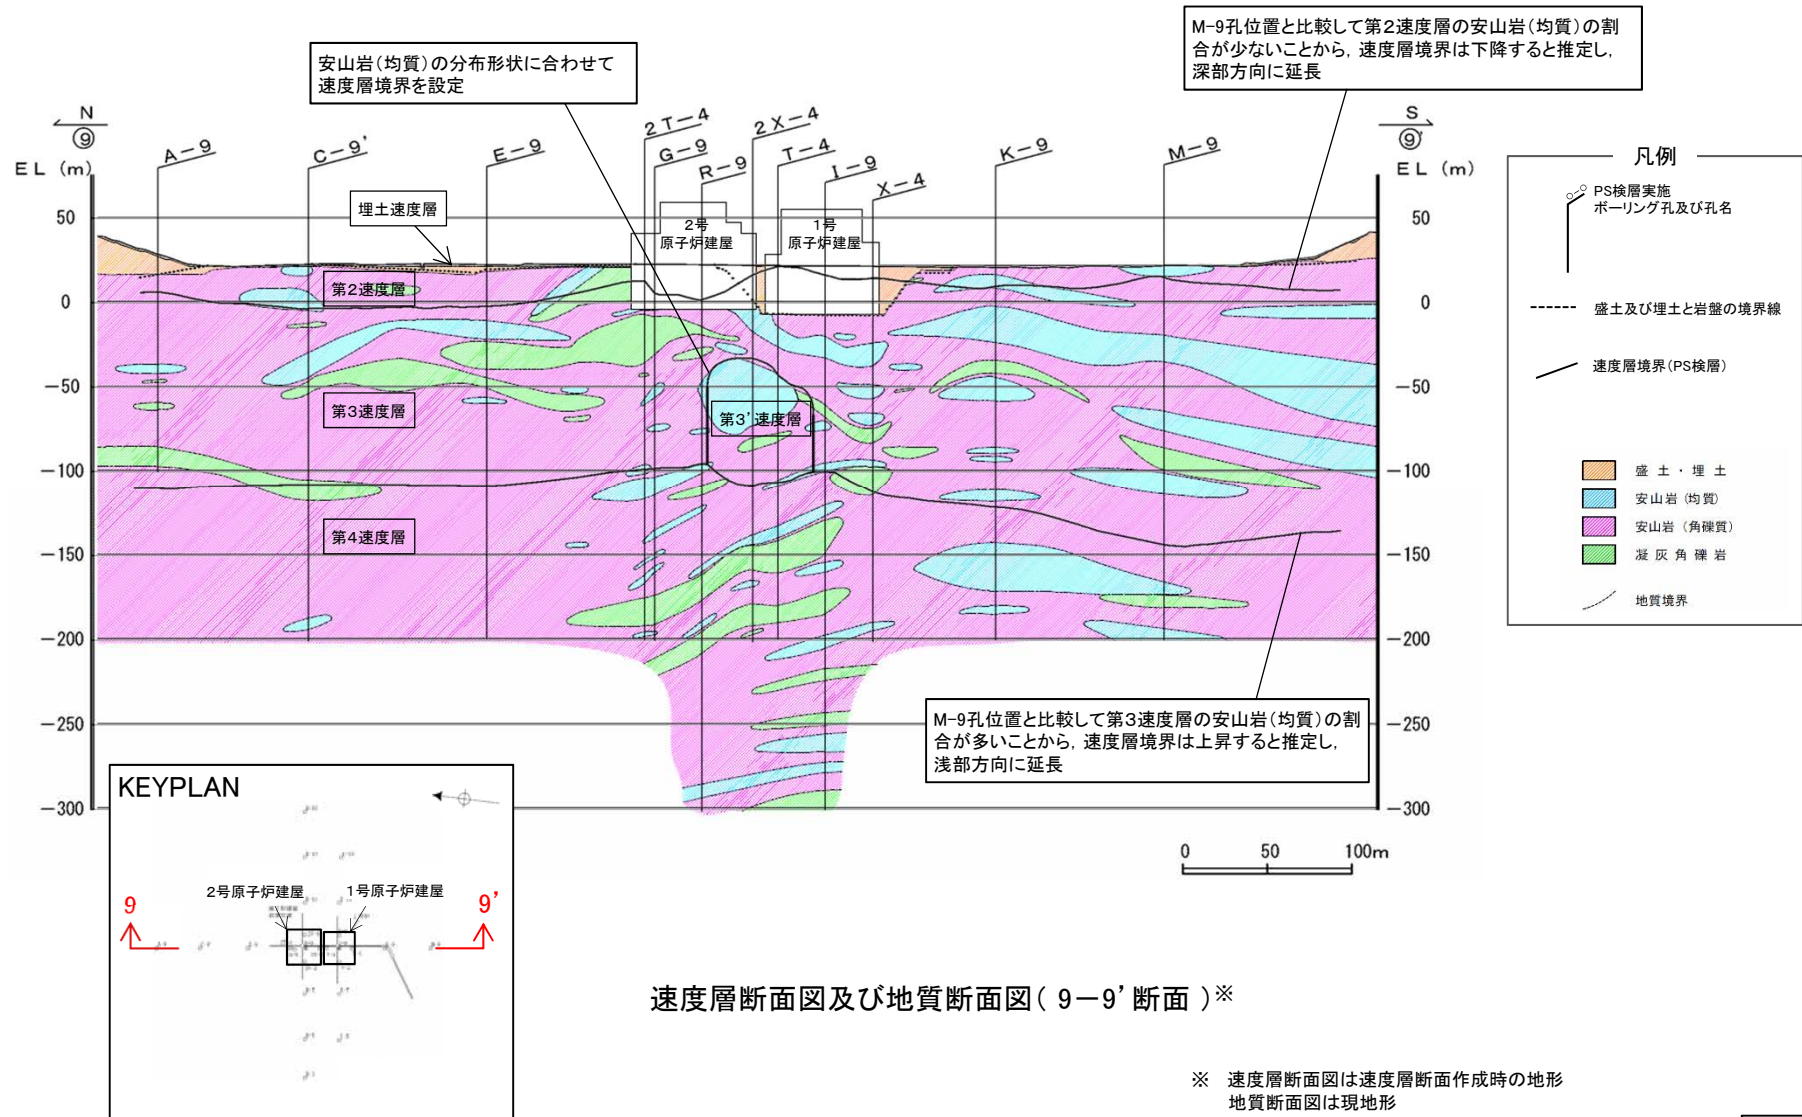 M-9孔位置と比較して第2速度層の安山岩(均質)の割
合が少ないことから,速度層境界は下降すると推定し,
深部方向に延長
安山岩(均質)の分布形状に合わせて
速度層境界を設定
N
⑨
S
⑨'
EL (m)
EL (m)
A-9
C-9'
E-9
2T-4
G-9
R-9
2X-4
T-4
I-9
X-4
K-9
M-9
50
0
-50
-100
-150
-200
-250
-300
50
0
-50
-100
-150
-200
-250
-300
埋土速度層
2号
原子炉建屋
1号
原子炉建屋
第2速度層
第3速度層
第3'速度層
第4速度層
凡例
PS検層実施
ボーリング孔及び孔名
盛土及び埋土と岩盤の境界線
速度層境界(PS検層)
盛土・埋土
安山岩(均質)
安山岩(角礫質)
凝灰角礫岩
地質境界
M-9孔位置と比較して第3速度層の安山岩(均質)の割
合が多いことから,速度層境界は上昇すると推定し,
浅部方向に延長
0 50 100m
KEYPLAN
2号原子炉建屋
1号原子炉建屋
9
9'
速度層断面図及び地質断面図( 9-9'断面 )※
※ 速度層断面図は速度層断面作成時の地形
地質断面図は現地形